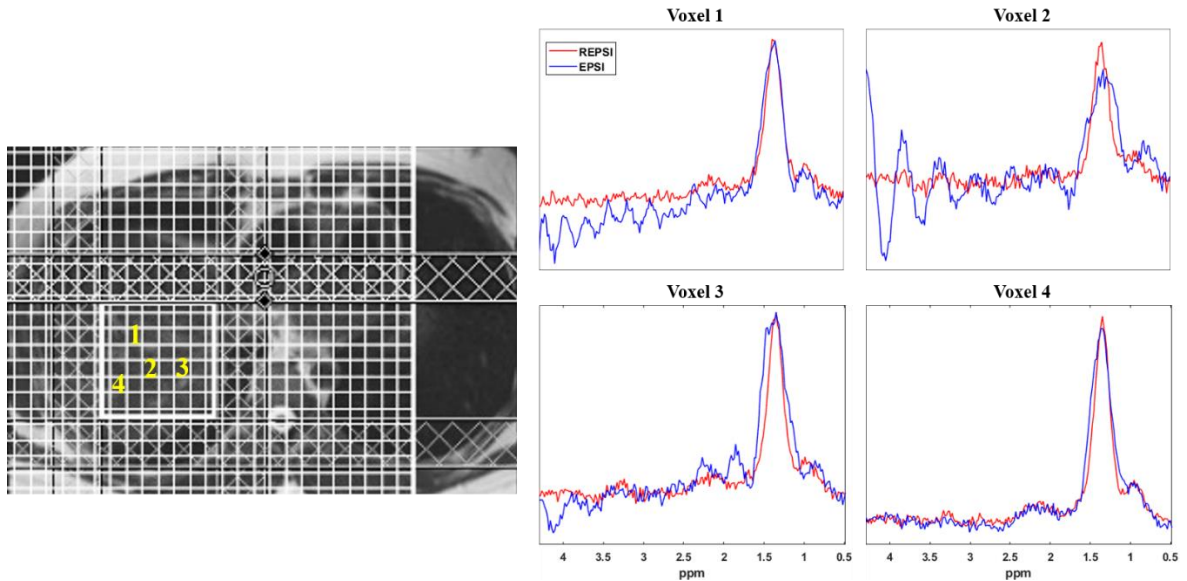 Voxel 1
Voxel 2
REPSI
EPSI
1
2
3
4
Voxel 3
Voxel 4
4 3.5 3 2.5 2 1.5 1 0.5
4 3.5 3 2.5 2 1.5 1 0.5
ppm
ppm